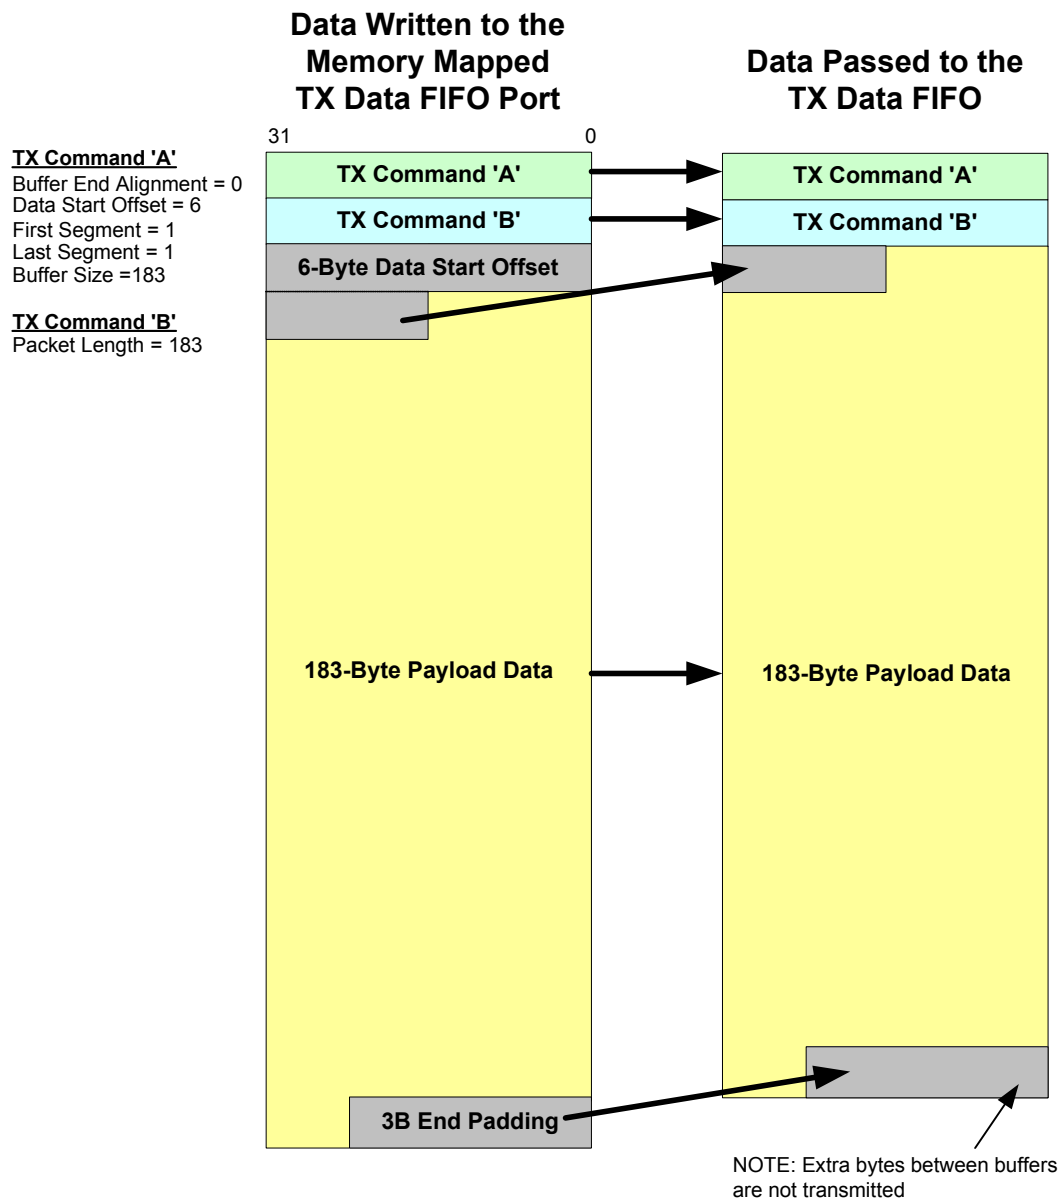 Data Written to the
Memory Mapped
TX Data FIFO Port
Data Passed to the
TX Data FIFO
31
0
TX Command 'A'
Buffer End Alignment = 0
Data Start Offset = 6
First Segment = 1
Last Segment = 1
Buffer Size =183
TX Command 'B'
Packet Length = 183
TX Command 'A'
TX Command 'B'
6-Byte Data Start Offset
183-Byte Payload Data
3B End Padding
TX Command 'A'
TX Command 'B'
183-Byte Payload Data
NOTE: Extra bytes between buffers
are not transmitted